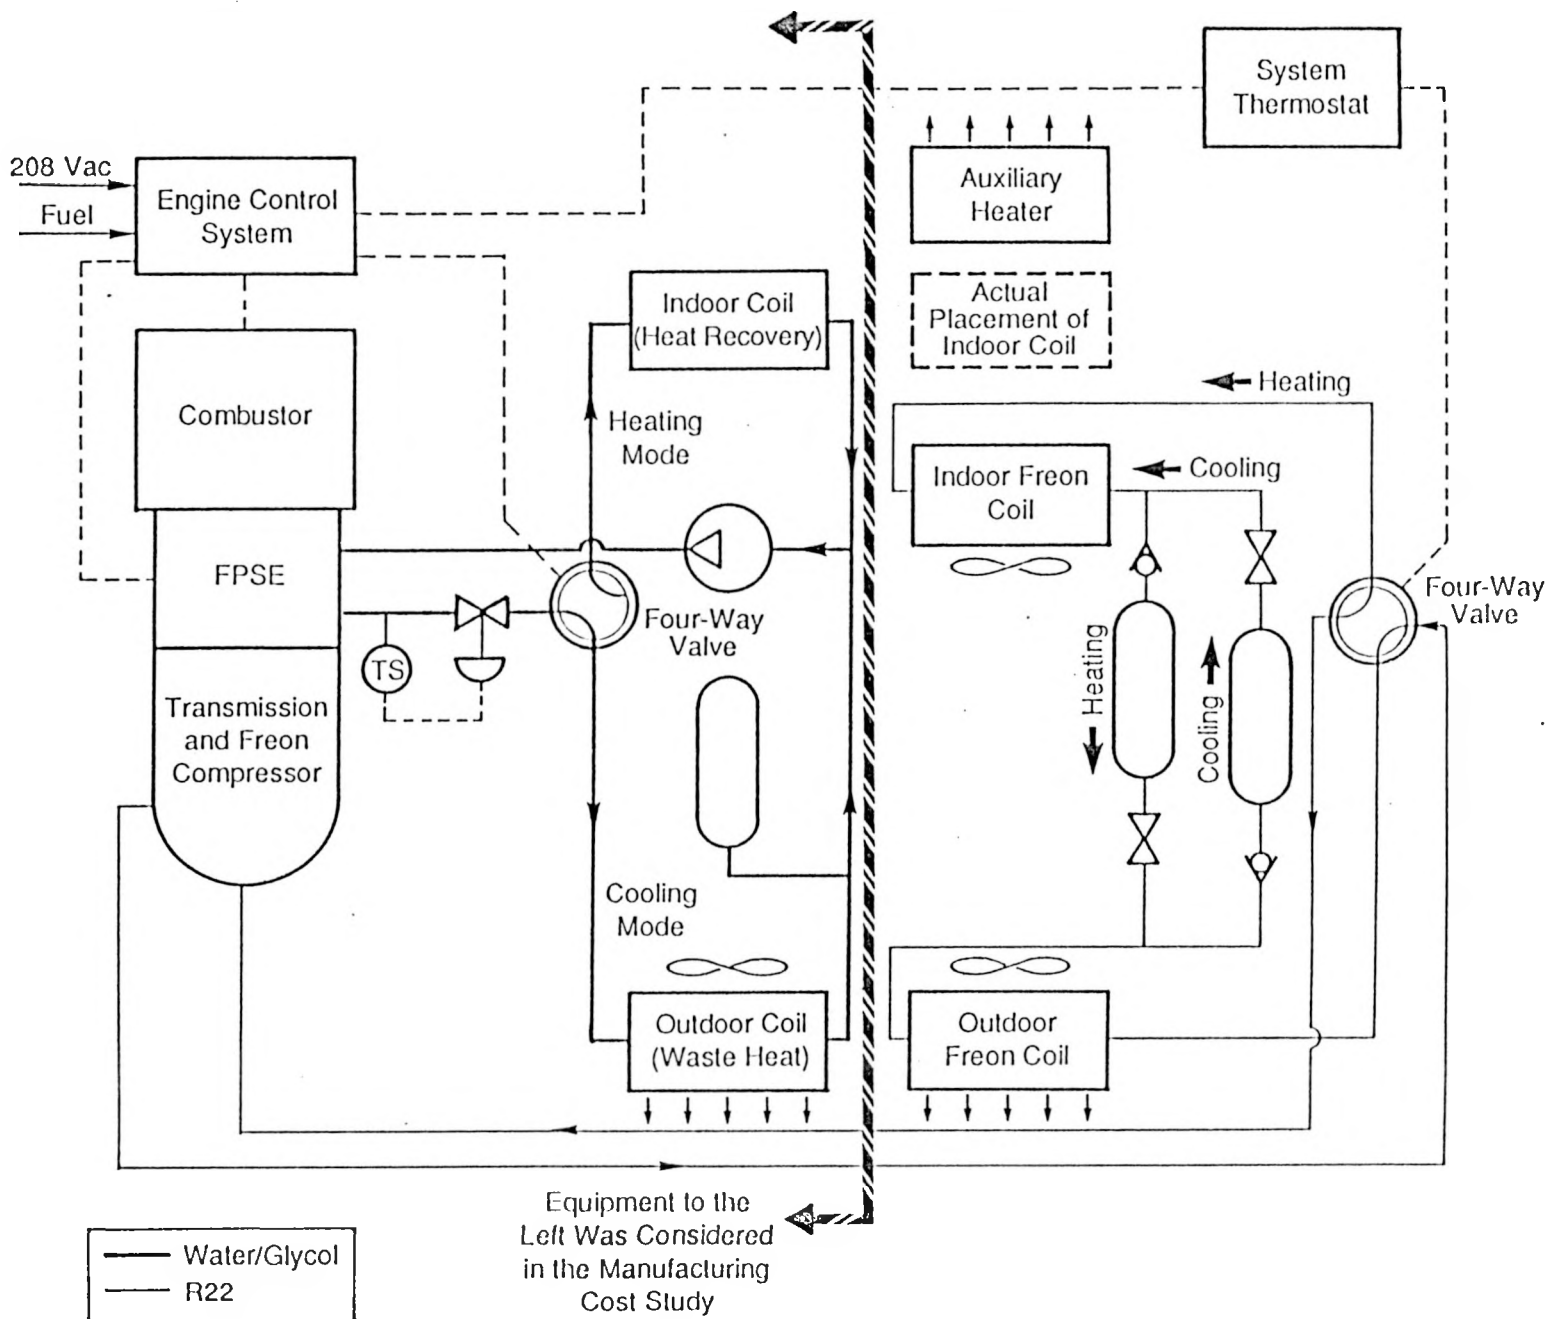 System
Thermostat
208 Vac
Fuel
Engine Control
System
Auxiliary
Heater
Indoor Coil
(Heat Recovery)
Actual
Placement of
Indoor Coil
Heating
Combustor
Heating
Mode
Indoor Freon
Coil
Cooling
FPSE
Four-Way
Valve
Four-Way
Valve
TS
Heating
Cooling
Transmission
and Freon
Compressor
Cooling
Mode
Outdoor Coil
(Waste Heat)
Outdoor
Freon Coil
Equipment to the
Left Was Considered
in the Manufacturing
Cost Study
Water/Glycol
R22